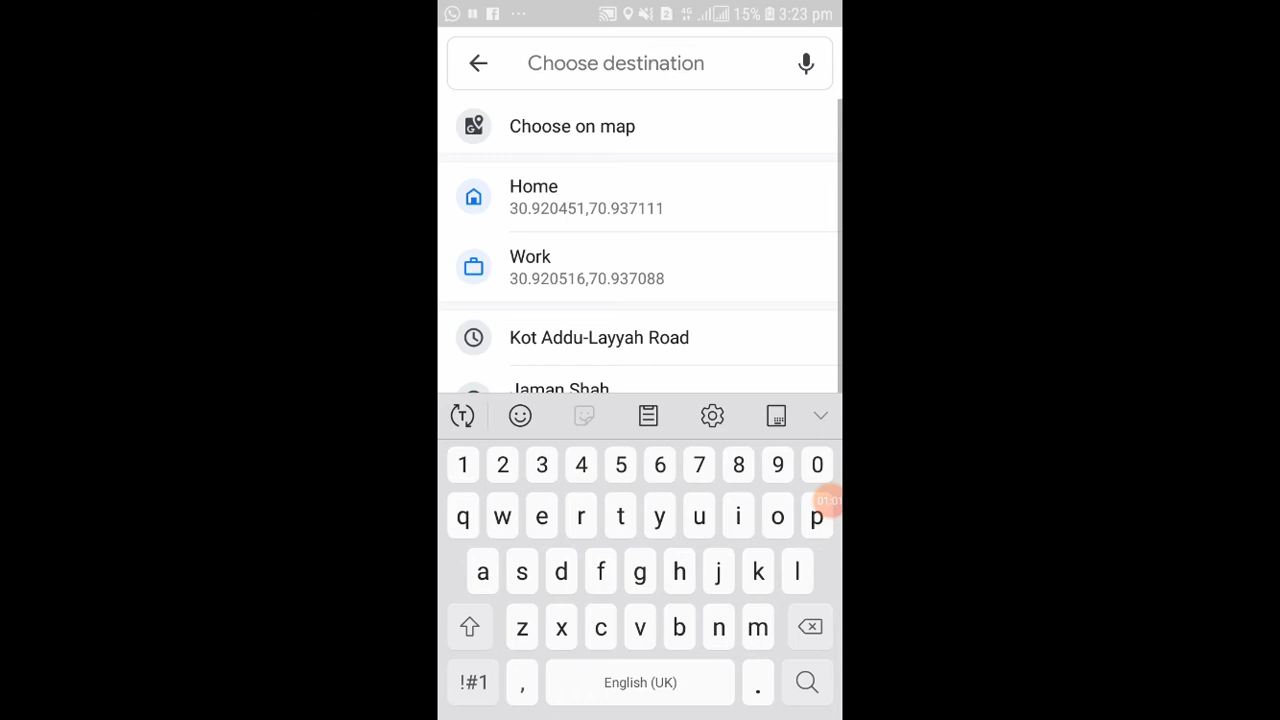 15% 3:23 pm
Choose destination
Choose on map
Home
30.920451,70.937111
Work
30.920516,70.937088
Kot Addu-Layyah Road
Jaman Shah
1 2 3 4 5 6 7 8 9 0
01:01
q w e r t y u i o p
a s d f g h j k l
z x c v b n m
!#1 , English (UK) .